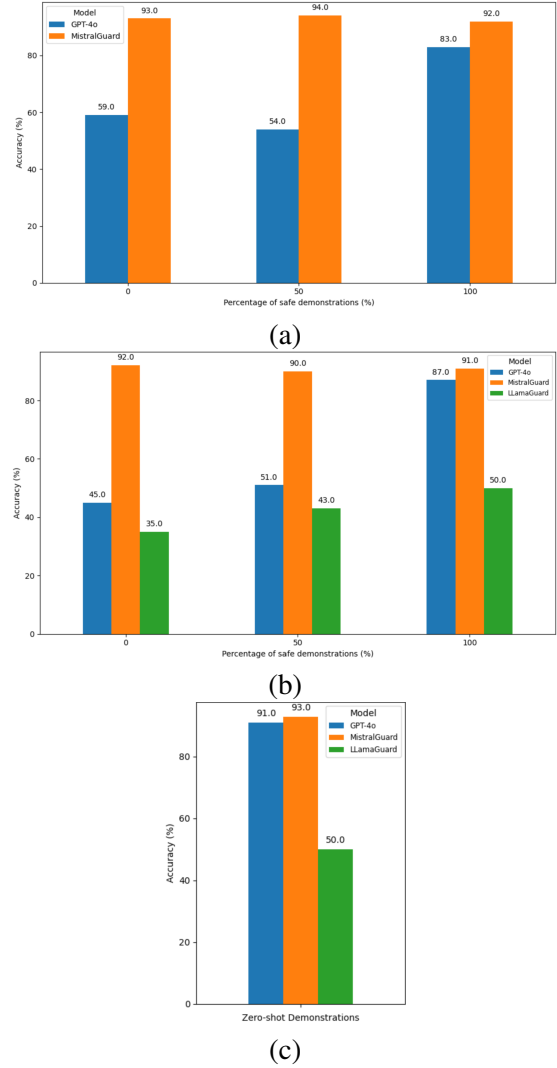 93.0
94.0
92.0
Model
GPT-4o
MistralGuard
83.0
80
59.0
60
54.0
Accuracy (%)
40
20
0
0
50
100
Percentage of safe demonstrations (%)
(a)
92.0
90.0
91.0
Model
GPT-4o
MistralGuard
LLamaGuard
87.0
80
Accuracy (%)
60
51.0
50.0
45.0
43.0
40
35.0
20
0
0
50
100
Percentage of safe demonstrations (%)
(b)
91.0
93.0
Model
GPT-4o
MistralGuard
LLamaGuard
80
60
50.0
Accuracy (%)
40
20
0
Zero-shot Demonstrations
(c)